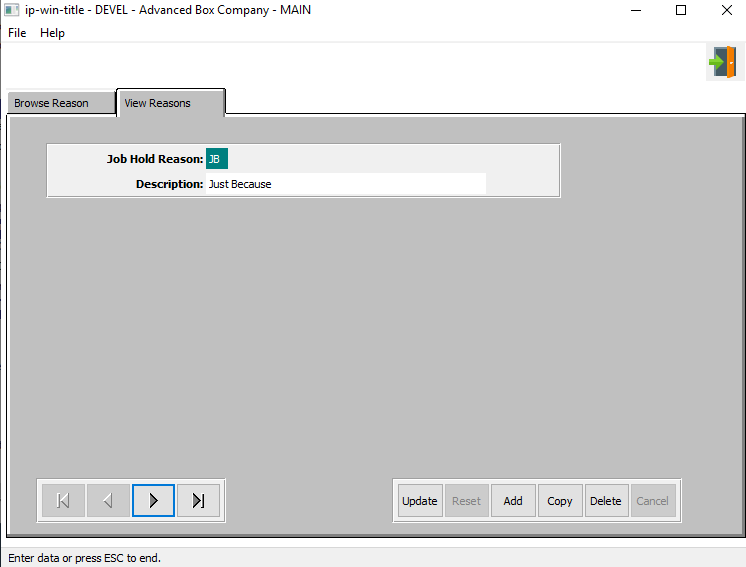 ip-win-title - DEVEL - Advanced Box Company - MAIN
File Help
Browse Reason View Reasons
Job Hold Reason: JB
Description: Just Because
Update Reset Add Copy Delete Cancel
Enter data or press ESC to end.